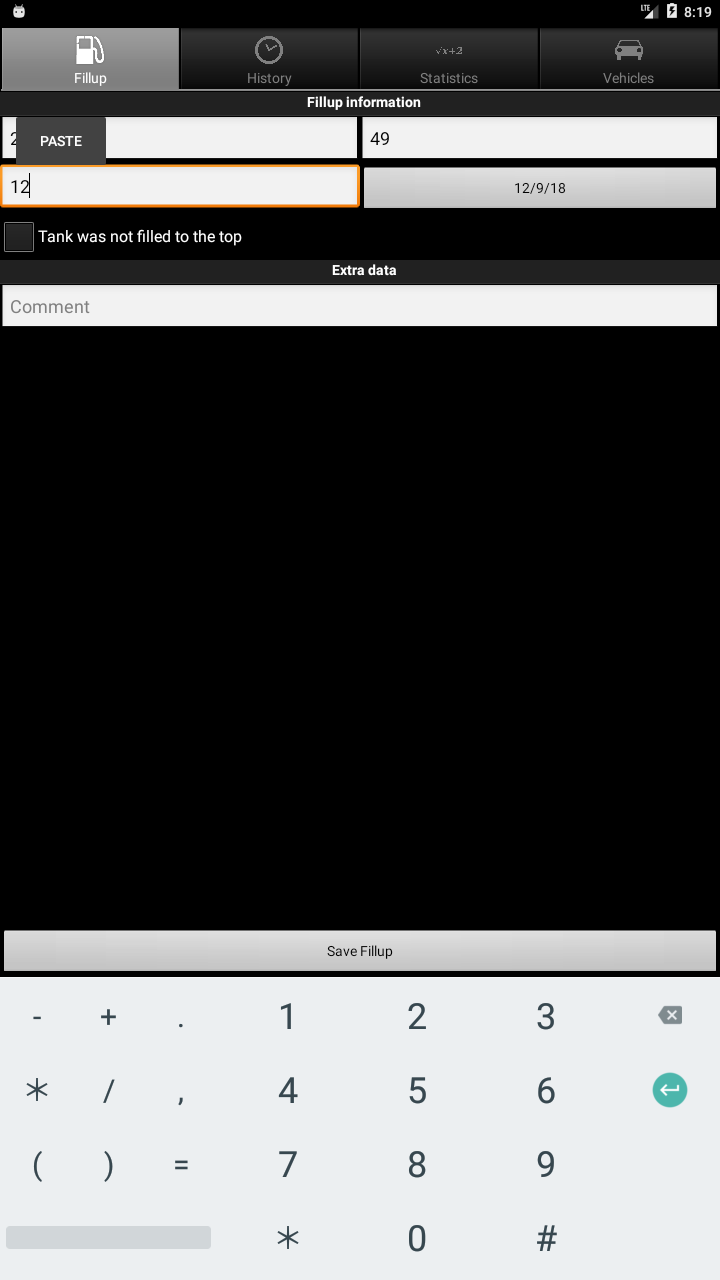 LTE 8:19
√x+2
Fillup History Statistics Vehicles
Fillup information
PASTE 49
12 12/9/18
Tank was not filled to the top
Extra data
Comment
Save Fillup
- + . 1 2 3
* / , 4 5 6
( ) = 7 8 9
* 0 #